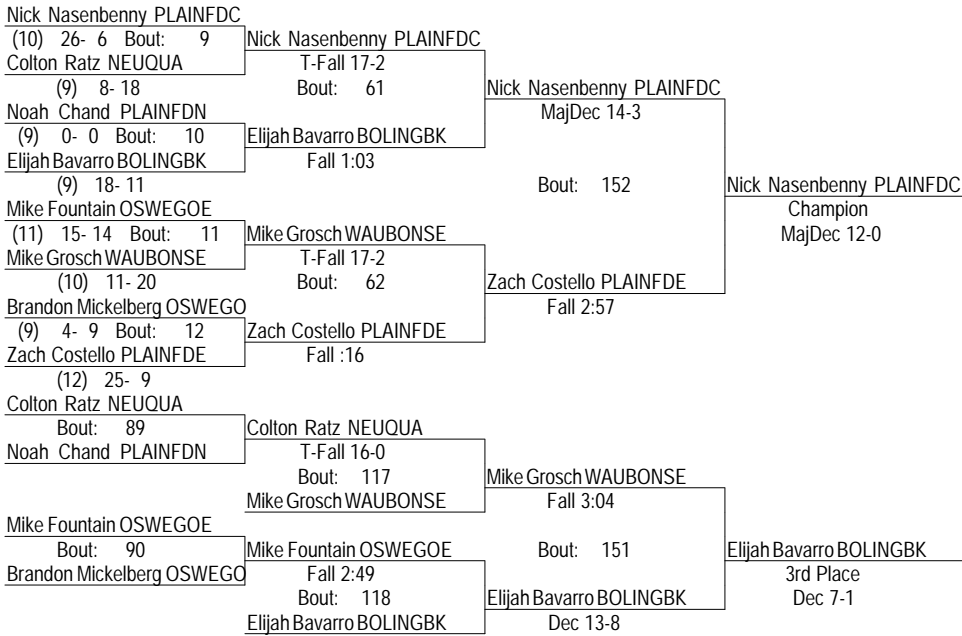 Nick Nasenbenny PLAINFDC
(10) 26- 6 Bout: 9
Nick Nasenbenny PLAINFDC
Colton Ratz NEUQUA
T-Fall 17-2
(9) 8- 18
Bout: 61
Nick Nasenbenny PLAINFDC
Noah Chand PLAINFDN
MajDec 14-3
(9) 0- 0 Bout: 10
Elijah Bavarro BOLINGBK
Elijah Bavarro BOLINGBK
Fall 1:03
(9) 18- 11
Bout: 152
Nick Nasenbenny PLAINFDC
Mike Fountain OSWEGOE
Champion
(11) 15- 14 Bout: 11
Mike Grosch WAUBONSE
MajDec 12-0
Mike Grosch WAUBONSE
T-Fall 17-2
(10) 11- 20
Bout: 62
Zach Costello PLAINFDE
Brandon Mickelberg OSWEGO
Fall 2:57
(9) 4- 9 Bout: 12
Zach Costello PLAINFDE
Zach Costello PLAINFDE
Fall :16
(12) 25- 9
Colton Ratz NEUQUA
Bout: 89
Colton Ratz NEUQUA
Noah Chand PLAINFDN
T-Fall 16-0
Bout: 117
Mike Grosch WAUBONSE
Mike Grosch WAUBONSE
Fall 3:04
Mike Fountain OSWEGOE
Bout: 90
Mike Fountain OSWEGOE
Bout: 151
Elijah Bavarro BOLINGBK
Brandon Mickelberg OSWEGO
Fall 2:49
3rd Place
Bout: 118
Elijah Bavarro BOLINGBK
Dec 7-1
Elijah Bavarro BOLINGBK
Dec 13-8